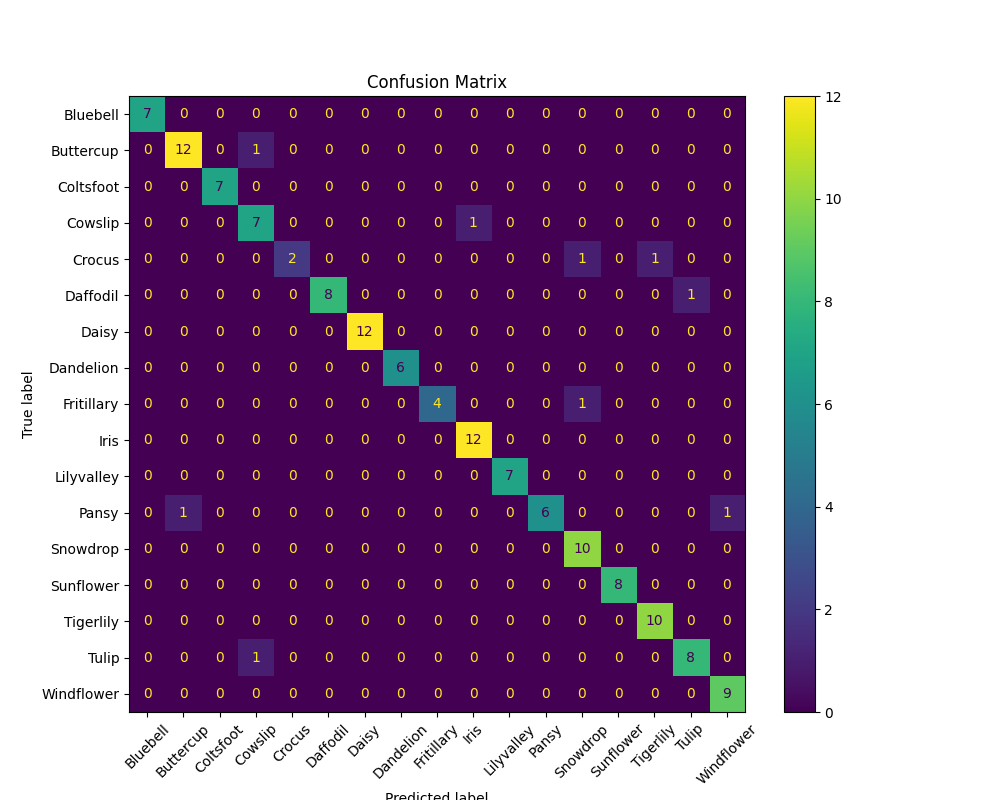 Confusion Matrix
Bluebell 7 0 0 0 0 0 0 0 0 0 0 0 0 0 0 0 0
Buttercup 0 12 0 1 0 0 0 0 0 0 0 0 0 0 0 0 0
Coltsfoot 0 0 7 0 0 0 0 0 0 0 0 0 0 0 0 0 0
Cowslip 0 0 0 7 0 0 0 0 0 1 0 0 0 0 0 0 0
Crocus 0 0 0 0 2 0 0 0 0 0 0 0 1 0 1 0 0
Daffodil 0 0 0 0 0 8 0 0 0 0 0 0 0 0 0 1 0
Daisy 0 0 0 0 0 0 12 0 0 0 0 0 0 0 0 0 0
Dandelion 0 0 0 0 0 0 0 6 0 0 0 0 0 0 0 0 0
Fritillary 0 0 0 0 0 0 0 0 4 0 0 0 1 0 0 0 0
Iris 0 0 0 0 0 0 0 0 0 12 0 0 0 0 0 0 0
Lilyvalley 0 0 0 0 0 0 0 0 0 0 7 0 0 0 0 0 0
Pansy 0 1 0 0 0 0 0 0 0 0 0 6 0 0 0 0 1
Snowdrop 0 0 0 0 0 0 0 0 0 0 0 0 10 0 0 0 0
Sunflower 0 0 0 0 0 0 0 0 0 0 0 0 0 8 0 0 0
Tigerlily 0 0 0 0 0 0 0 0 0 0 0 0 0 0 10 0 0
Tulip 0 0 0 1 0 0 0 0 0 0 0 0 0 0 0 8 0
Windflower 0 0 0 0 0 0 0 0 0 0 0 0 0 0 0 0 9
True label
Bluebell Buttercup Coltsfoot Cowslip Crocus Daffodil Daisy Dandelion Fritillary Iris Lilyvalley Pansy Snowdrop Sunflower Tigerlily Tulip Windflower
Predicted label
12
10
8
6
4
2
0